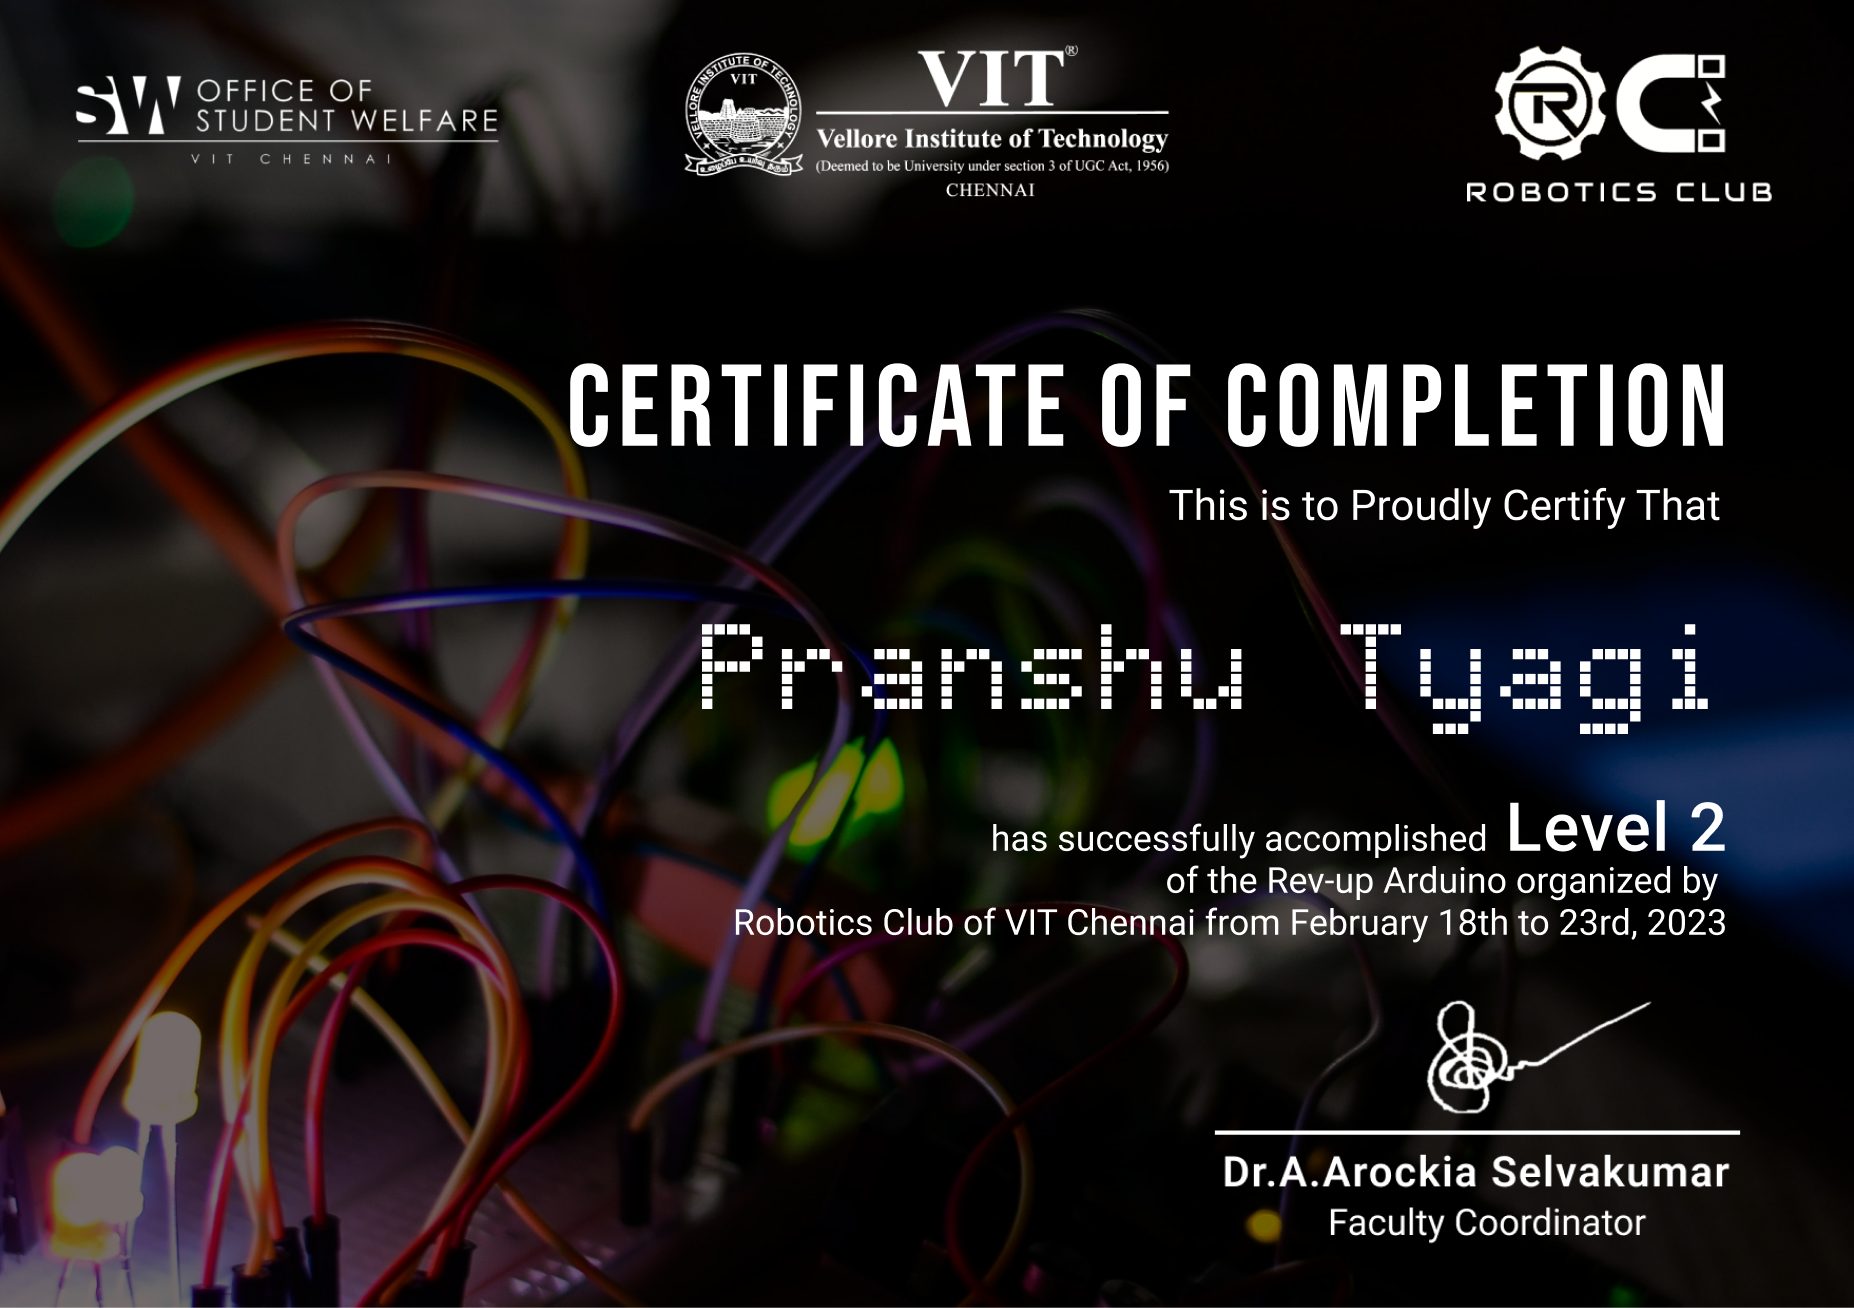 SW OFFICE OF
STUDENT WELFARE
VIT CHENNAI
VELLORE INSTITUTE OF TECHNOLOGY
VIT
VIT®
Vellore Institute of Technology
(Deemed to be University under section 3 of UGC Act, 1956)
CHENNAI
RC
ROBOTICS CLUB
CERTIFICATE OF COMPLETION
This is to Proudly Certify That
Pranshu Tyagi
has successfully accomplished Level 2
of the Rev-up Arduino organized by
Robotics Club of VIT Chennai from February 18th to 23rd, 2023
Dr.A.Arockia Selvakumar
Faculty Coordinator